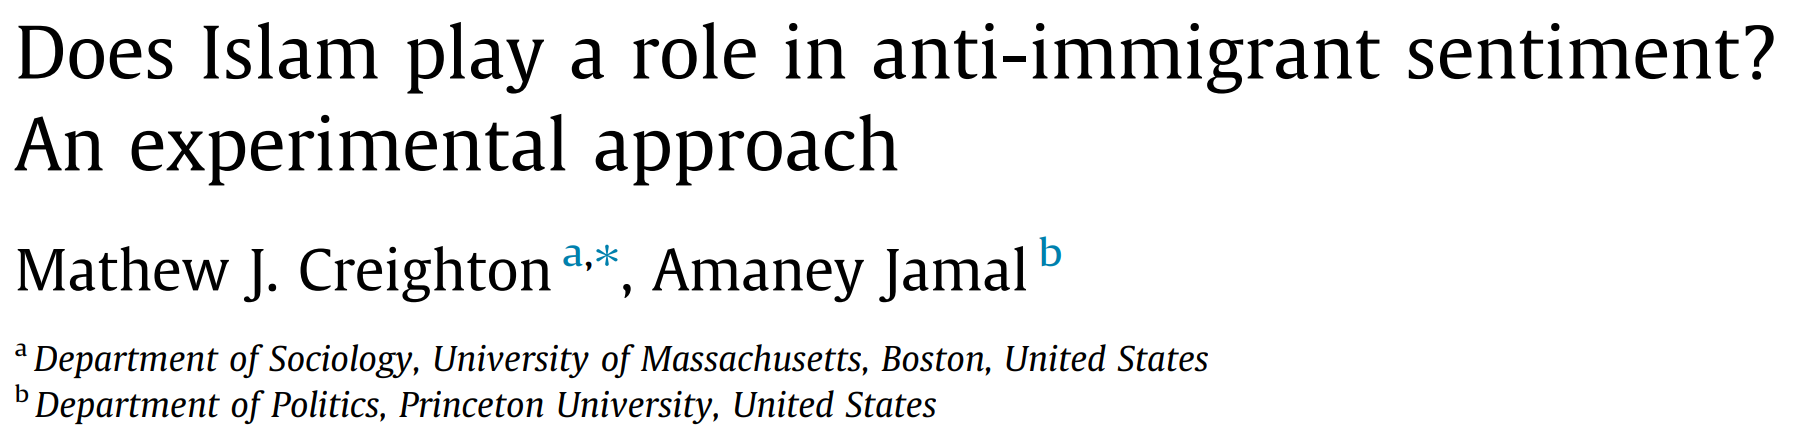 Does Islam play a role in anti-immigrant sentiment?
An experimental approach
Mathew J. Creighton a,*, Amaney Jamal b
a Department of Sociology, University of Massachusetts, Boston, United States
b Department of Politics, Princeton University, United States